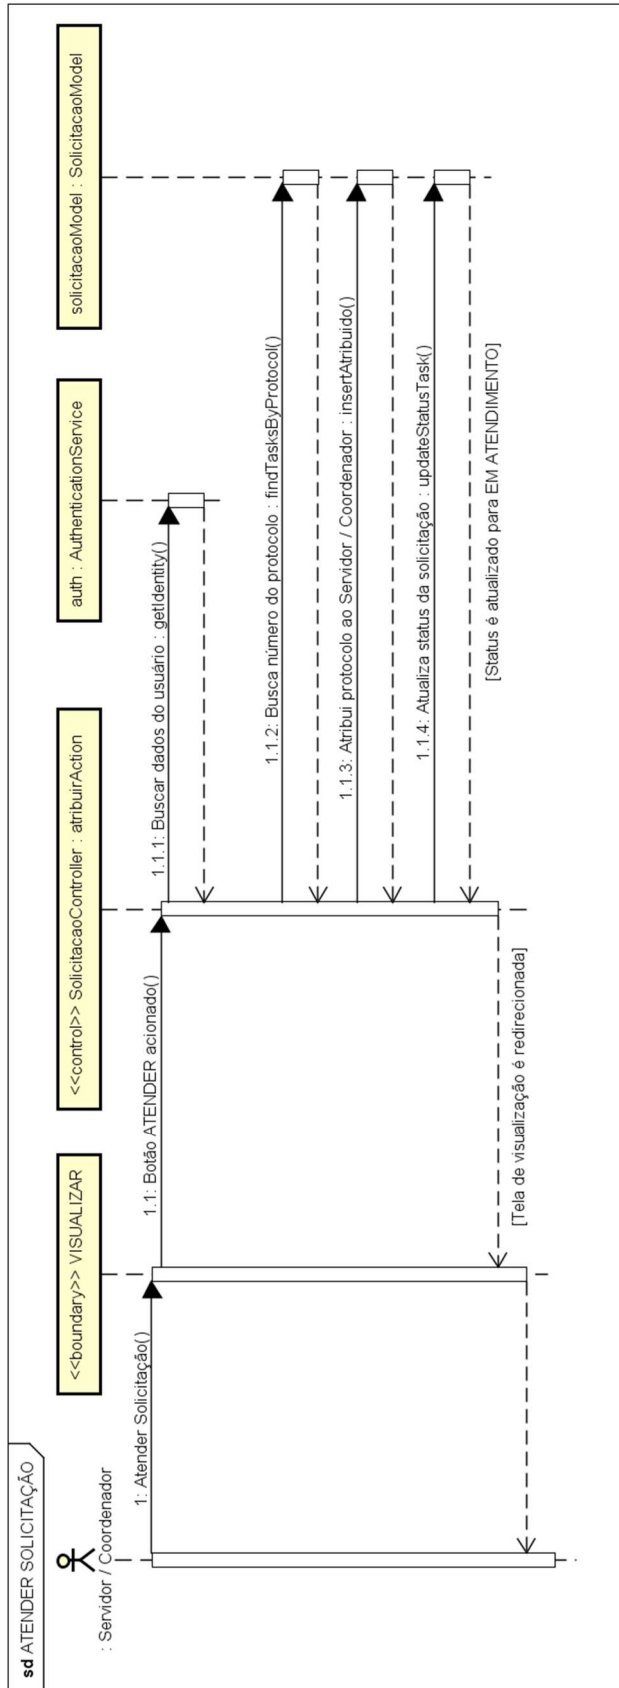 sd ATENDER SOLICITAÇÃO
: Servidor / Coordenador
<<boundary>> VISUALIZAR
<<control>> SolicitacaoController : atribuirAction
auth : AuthenticationService
solicitacaoModel : SolicitacaoModel
1: Atender Solicitação()
1.1: Botão ATENDER acionado()
1.1.1: Buscar dados do usuário : getIdentity()
1.1.2: Busca número do protocolo : findTasksByProtocol()
1.1.3: Atribui protocolo ao Servidor / Coordenador : insertAtribuido()
1.1.4: Atualiza status da solicitação : updateStatusTask()
[Status é atualizado para EM ATENDIMENTO]
[Tela de visualização é redirecionada]